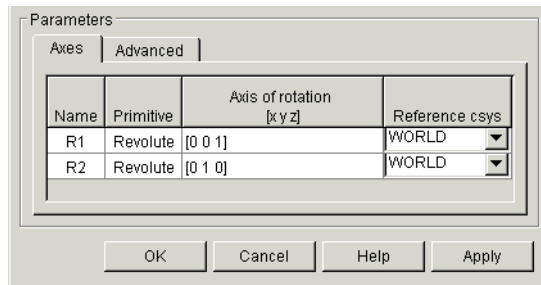 Parameters
Axes Advanced
Axis of rotation
Name Primitive [x y z] Reference csys
R1 Revolute [0 0 1] WORLD
R2 Revolute [0 1 0] WORLD
OK Cancel Help Apply